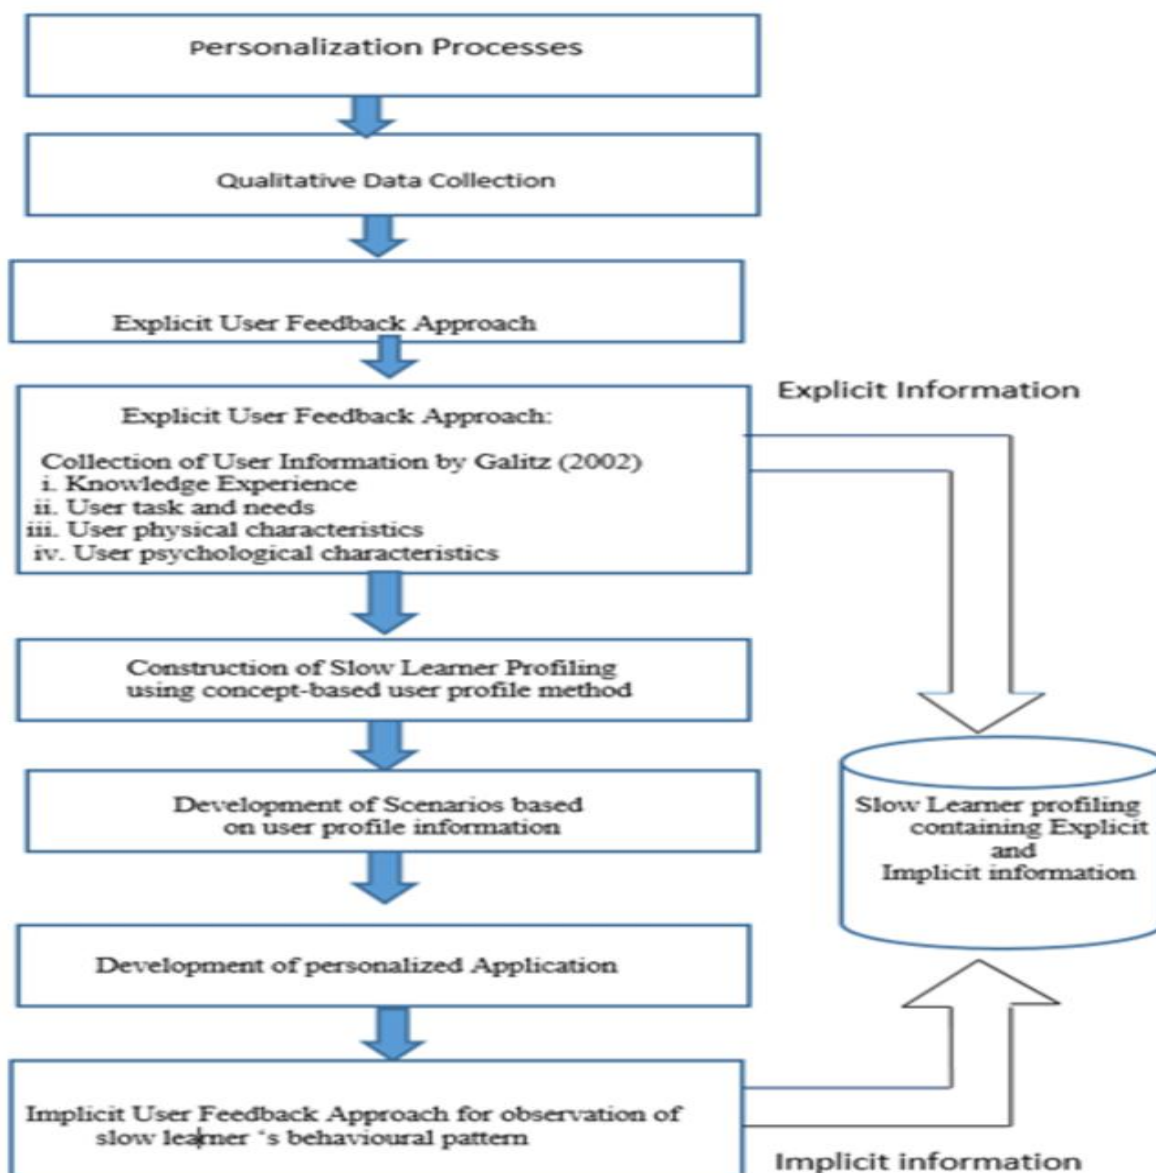 Personalization Processes
Qualitative Data Collection
Explicit User Feedback Approach
Explicit User Feedback Approach:
Collection of User Information by Galitz (2002)
i. Knowledge Experience
ii. User task and needs
iii. User physical characteristics
iv. User psychological characteristics
Explicit Information
Construction of Slow Learner Profiling
using concept-based user profile method
Development of Scenarios based
on user profile information
Slow Learner profiling
containing Explicit
and
Implicit information
Development of personalized Application
Implicit User Feedback Approach for observation of
slow learner ‘s behavioural pattern
Implicit information